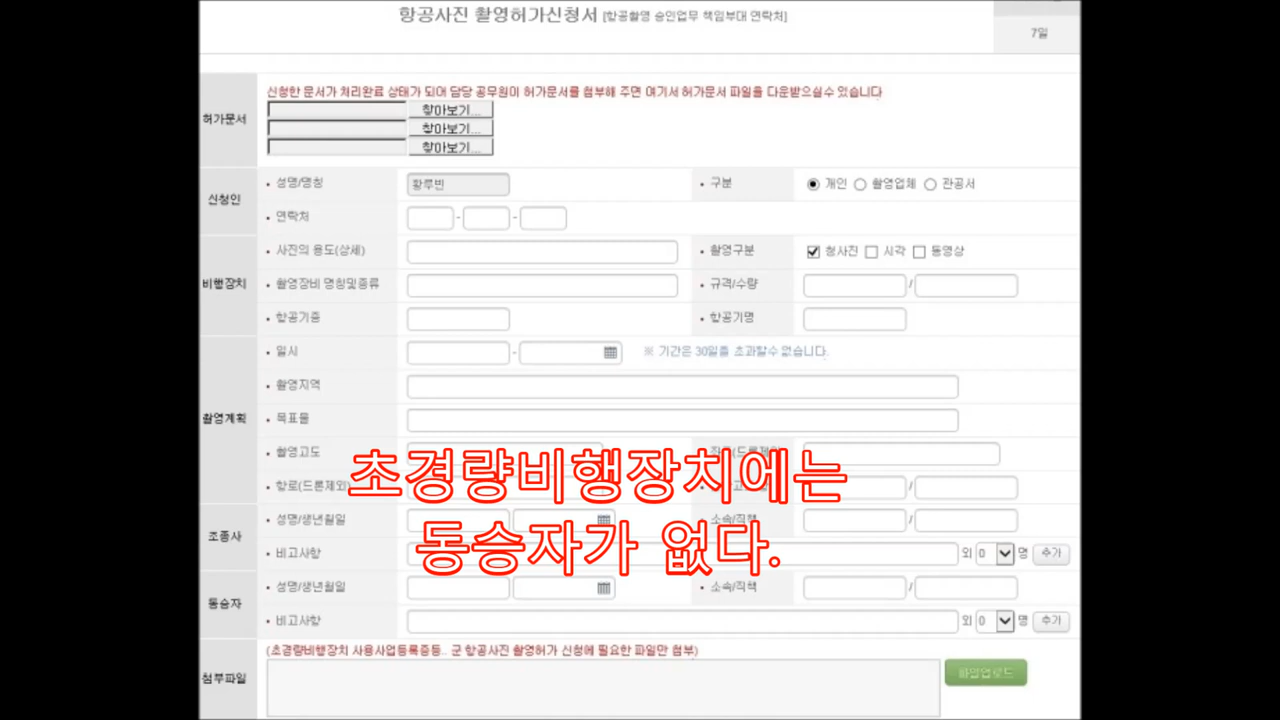 항공사진 촬영허가신청서 [항공촬영 승인업무 책임부대 연락처]
7일
허가문서
신청한 문서가 처리완료 상태가 되어 담당 공무원이 허가문서를 첨부해 주면 여기서 허가문서 파일을 다운받으실수 있습니다
찾아보기...
찾아보기...
찾아보기...
신청인
• 성명/명칭 황루빈 • 구분 개인 촬영업체 관공서
• 연락처 - -
비행장치
• 사진의 용도(상세) • 촬영구분 청사진 시각 동영상
• 촬영장비 명칭및종류 • 규격/수량 /
• 항공기종 • 항공기명
촬영계획
• 일시 - ※ 기간은 30일을 초과할수 없습니다.
• 촬영지역
• 목표물
• 촬영고도
• 항로(드론제외) /
초경량비행장치에는
동승자가 없다.
조종사
• 성명/생년월일 소속/직책 /
• 비고사항 외 0 명 추가
동승자
• 성명/생년월일 • 소속/직책 /
• 비고사항 외 0 명 추가
첨부파일
(초경량비행장치 사용사업등록증등.. 군 항공사진 촬영허가 신청에 필요한 파일만 첨부)
파일업로드